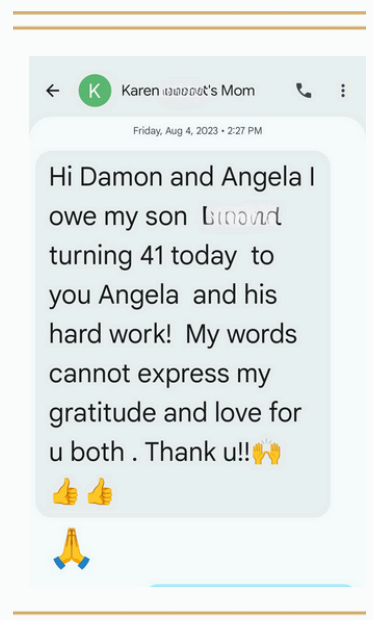 K Karen 's Mom
Friday, Aug 4, 2023 • 2:27 PM
Hi Damon and Angela I
owe my son
turning 41 today to
you Angela and his
hard work! My words
cannot express my
gratitude and love for
u both . Thank u!!🙌
👍👍
🙏